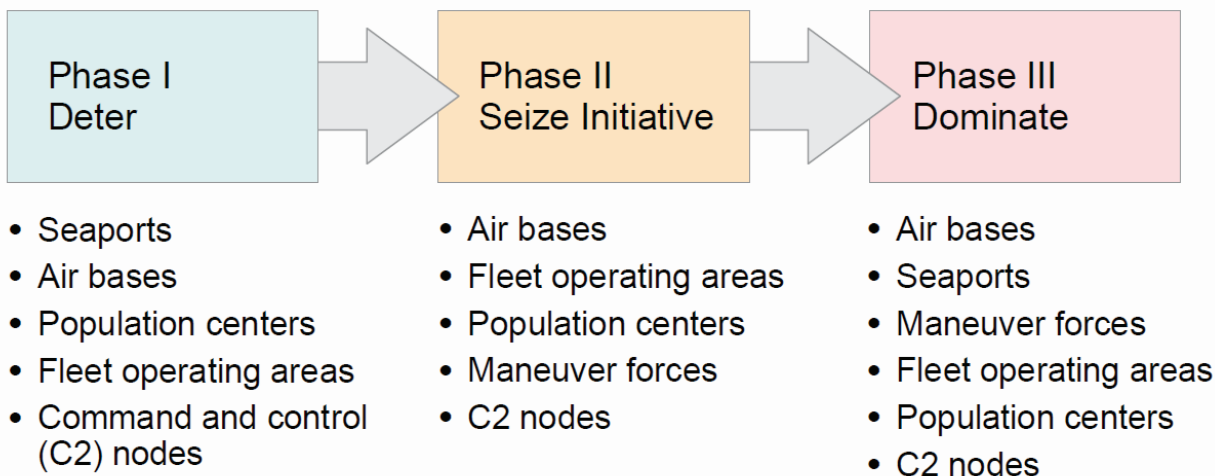 Phase I
Deter
Phase II
Seize Initiative
Phase III
Dominate
• Seaports
• Air bases
• Population centers
• Fleet operating areas
• Command and control
(C2) nodes
• Air bases
• Fleet operating areas
• Population centers
• Maneuver forces
• C2 nodes
• Air bases
• Seaports
• Maneuver forces
• Fleet operating areas
• Population centers
• C2 nodes